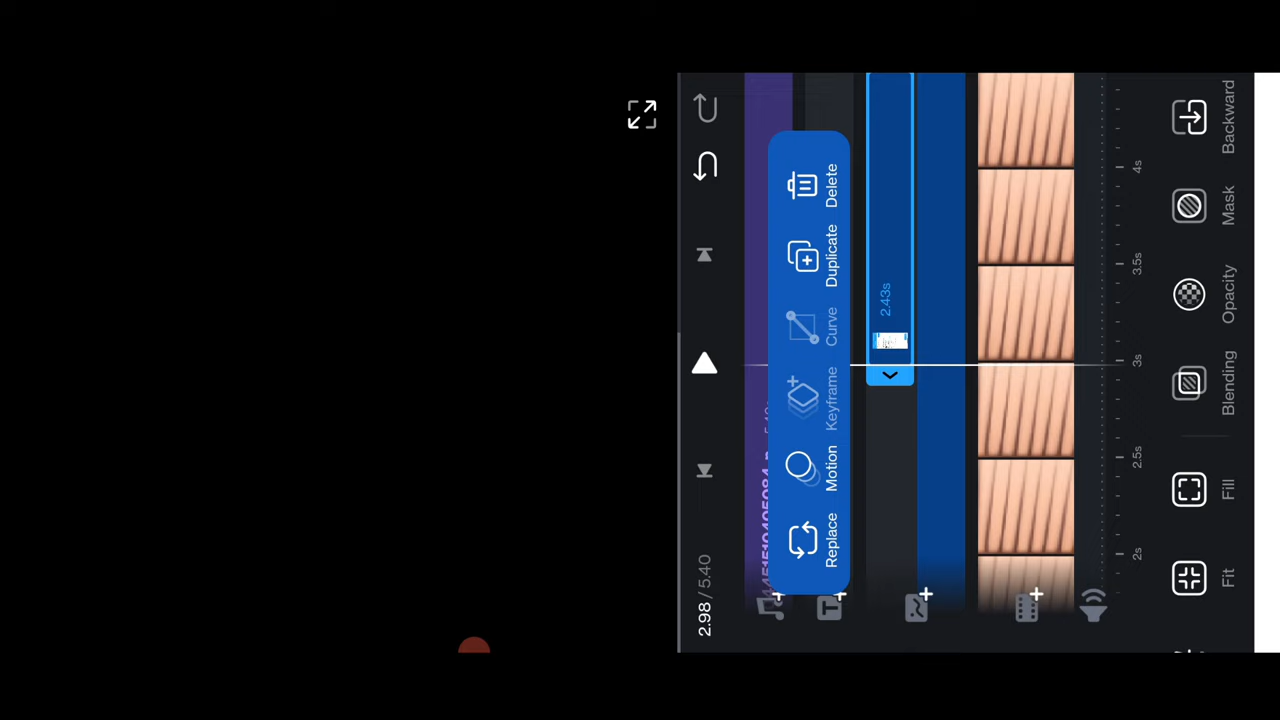 2.98 / 5.40
Replace
Motion
Keyframe
Curve
Duplicate
Delete
2.43s
T
2s
2.5s
3s
3.5s
4s
Fit
Fill
Blending
Opacity
Mask
Backward